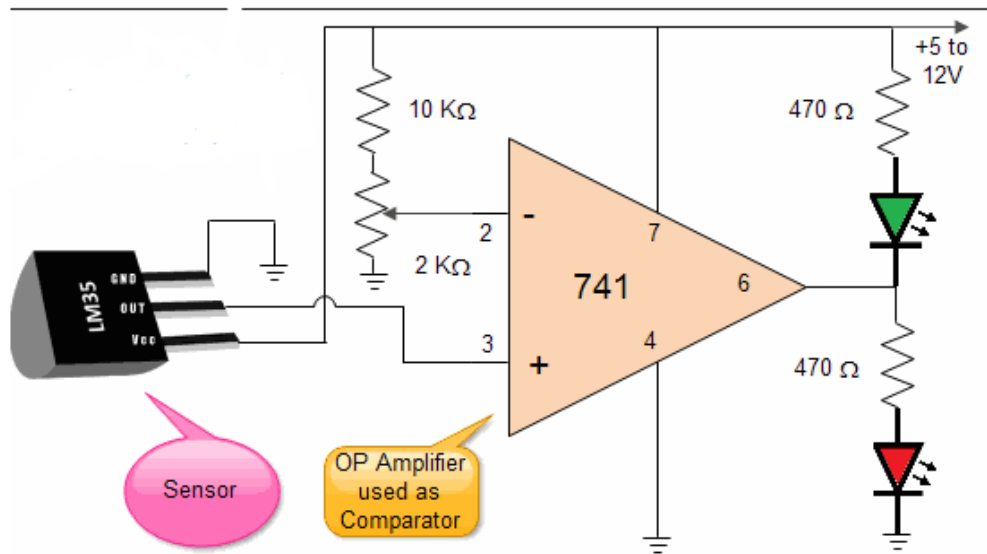 +5 to
12V
10 KΩ
470 Ω
2
-
7
2 KΩ
741
6
GND
OUT
Vcc
LM35
3
+
4
470 Ω
Sensor
OP Amplifier
used as
Comparator